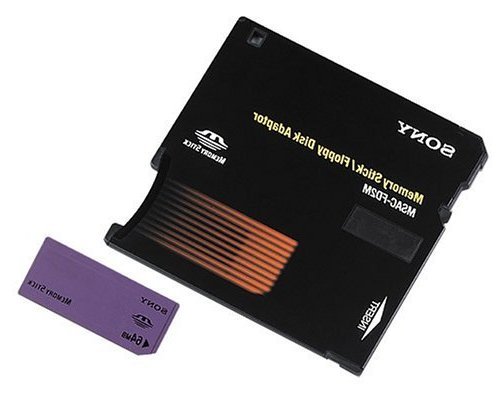 SONY
Memory Stick/Floppy Disk Adaptor
MSAC-FD2M
MEMORY STICK
INSERT
SONY
MEMORY STICK
64MB